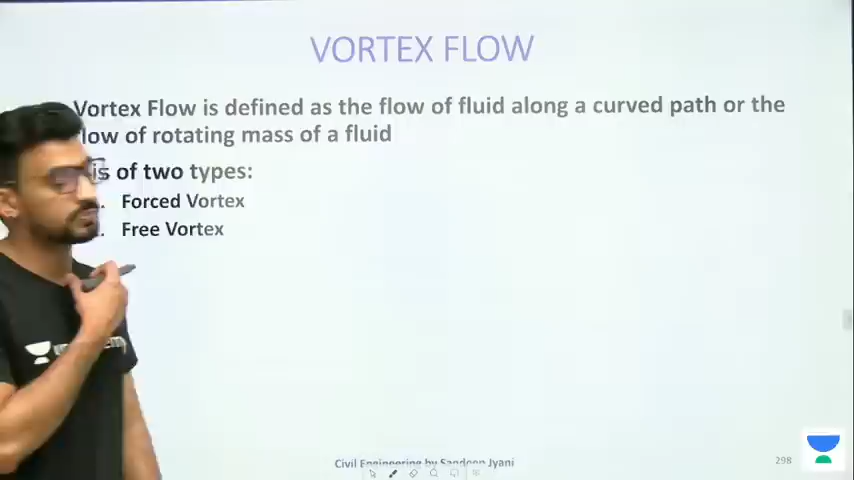 VORTEX FLOW
Vortex Flow is defined as the flow of fluid along a curved path or the
low of rotating mass of a fluid
is of two types:
. Forced Vortex
. Free Vortex
Civil Engineering by Sandeep Jyani
298